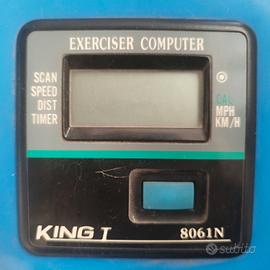 EXERCISER COMPUTER
SCAN
SPEED
DIST
TIMER
CAL
MPH
KM/H
KING T
8061N
subito